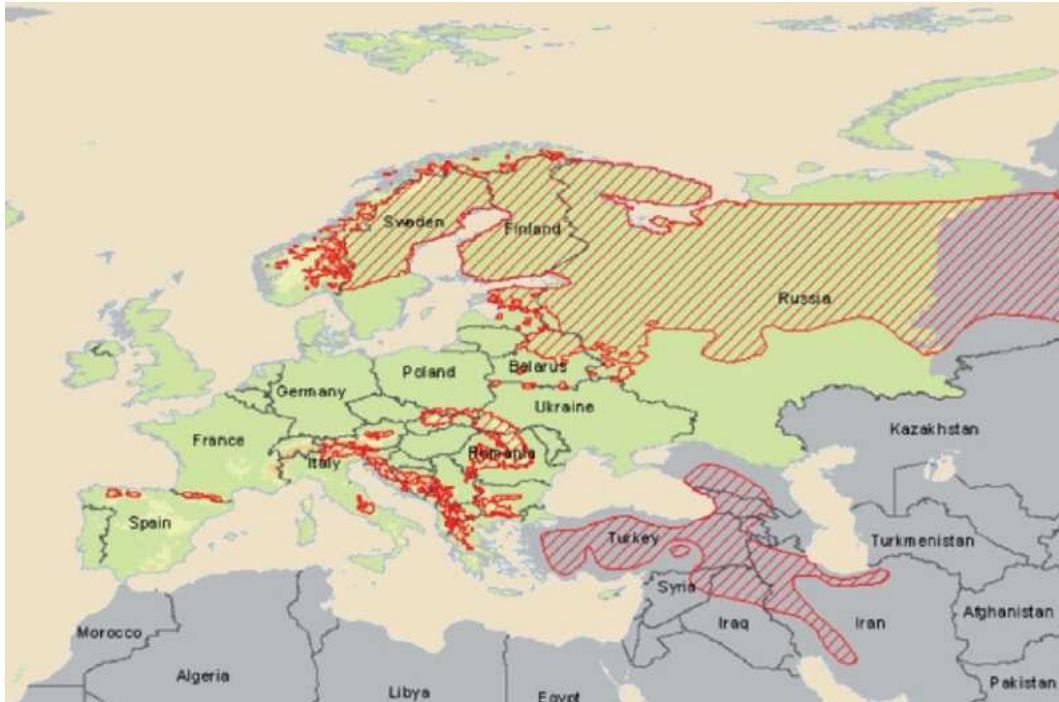 Sweden
Finland
Russia
Belarus
Poland
Germany
Ukraine
France
Kazakhstan
Romania
Italy
Spain
Turkey
Turkmenistan
Syria
Afghanistan
Iraq
Iran
Morocco
Algeria
Libya
Egypt
Pakistan